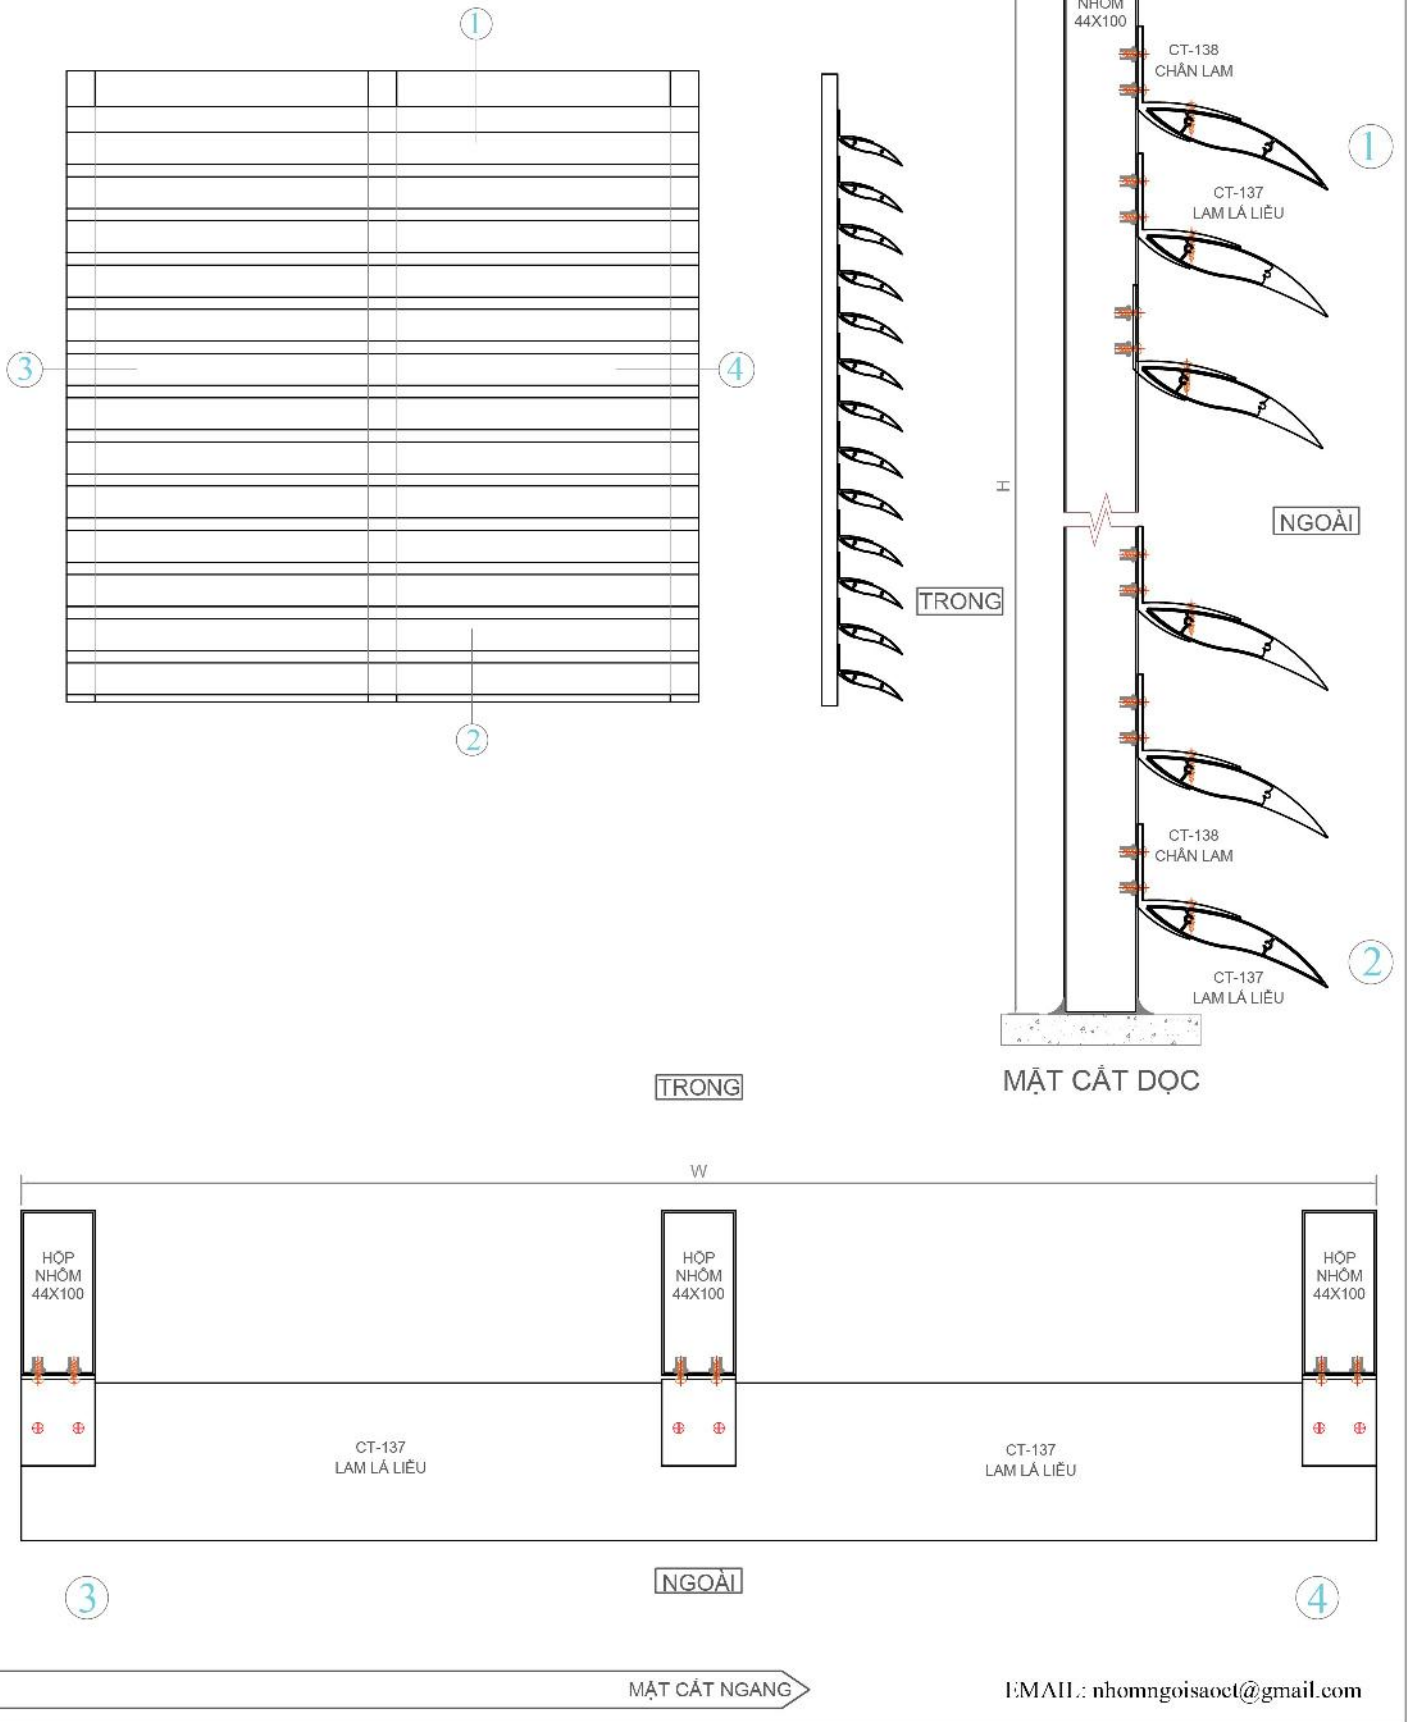 1
NHÔM
44X100
CT-138
CHÂN LAM
1
CT-137
LAM LÁ LIỄU
3
4
H
NGOÀI
TRONG
2
CT-138
CHÂN LAM
2
CT-137
LAM LÁ LIỄU
MẶT CẮT DỌC
TRONG
W
HỘP
NHÔM
44X100
HỘP
NHÔM
44X100
HỘP
NHÔM
44X100
CT-137
LAM LÁ LIỄU
CT-137
LAM LÁ LIỄU
NGOÀI
3
4
MẶT CẮT NGANG
EMAIL: nhomngoisaoct@gmail.com